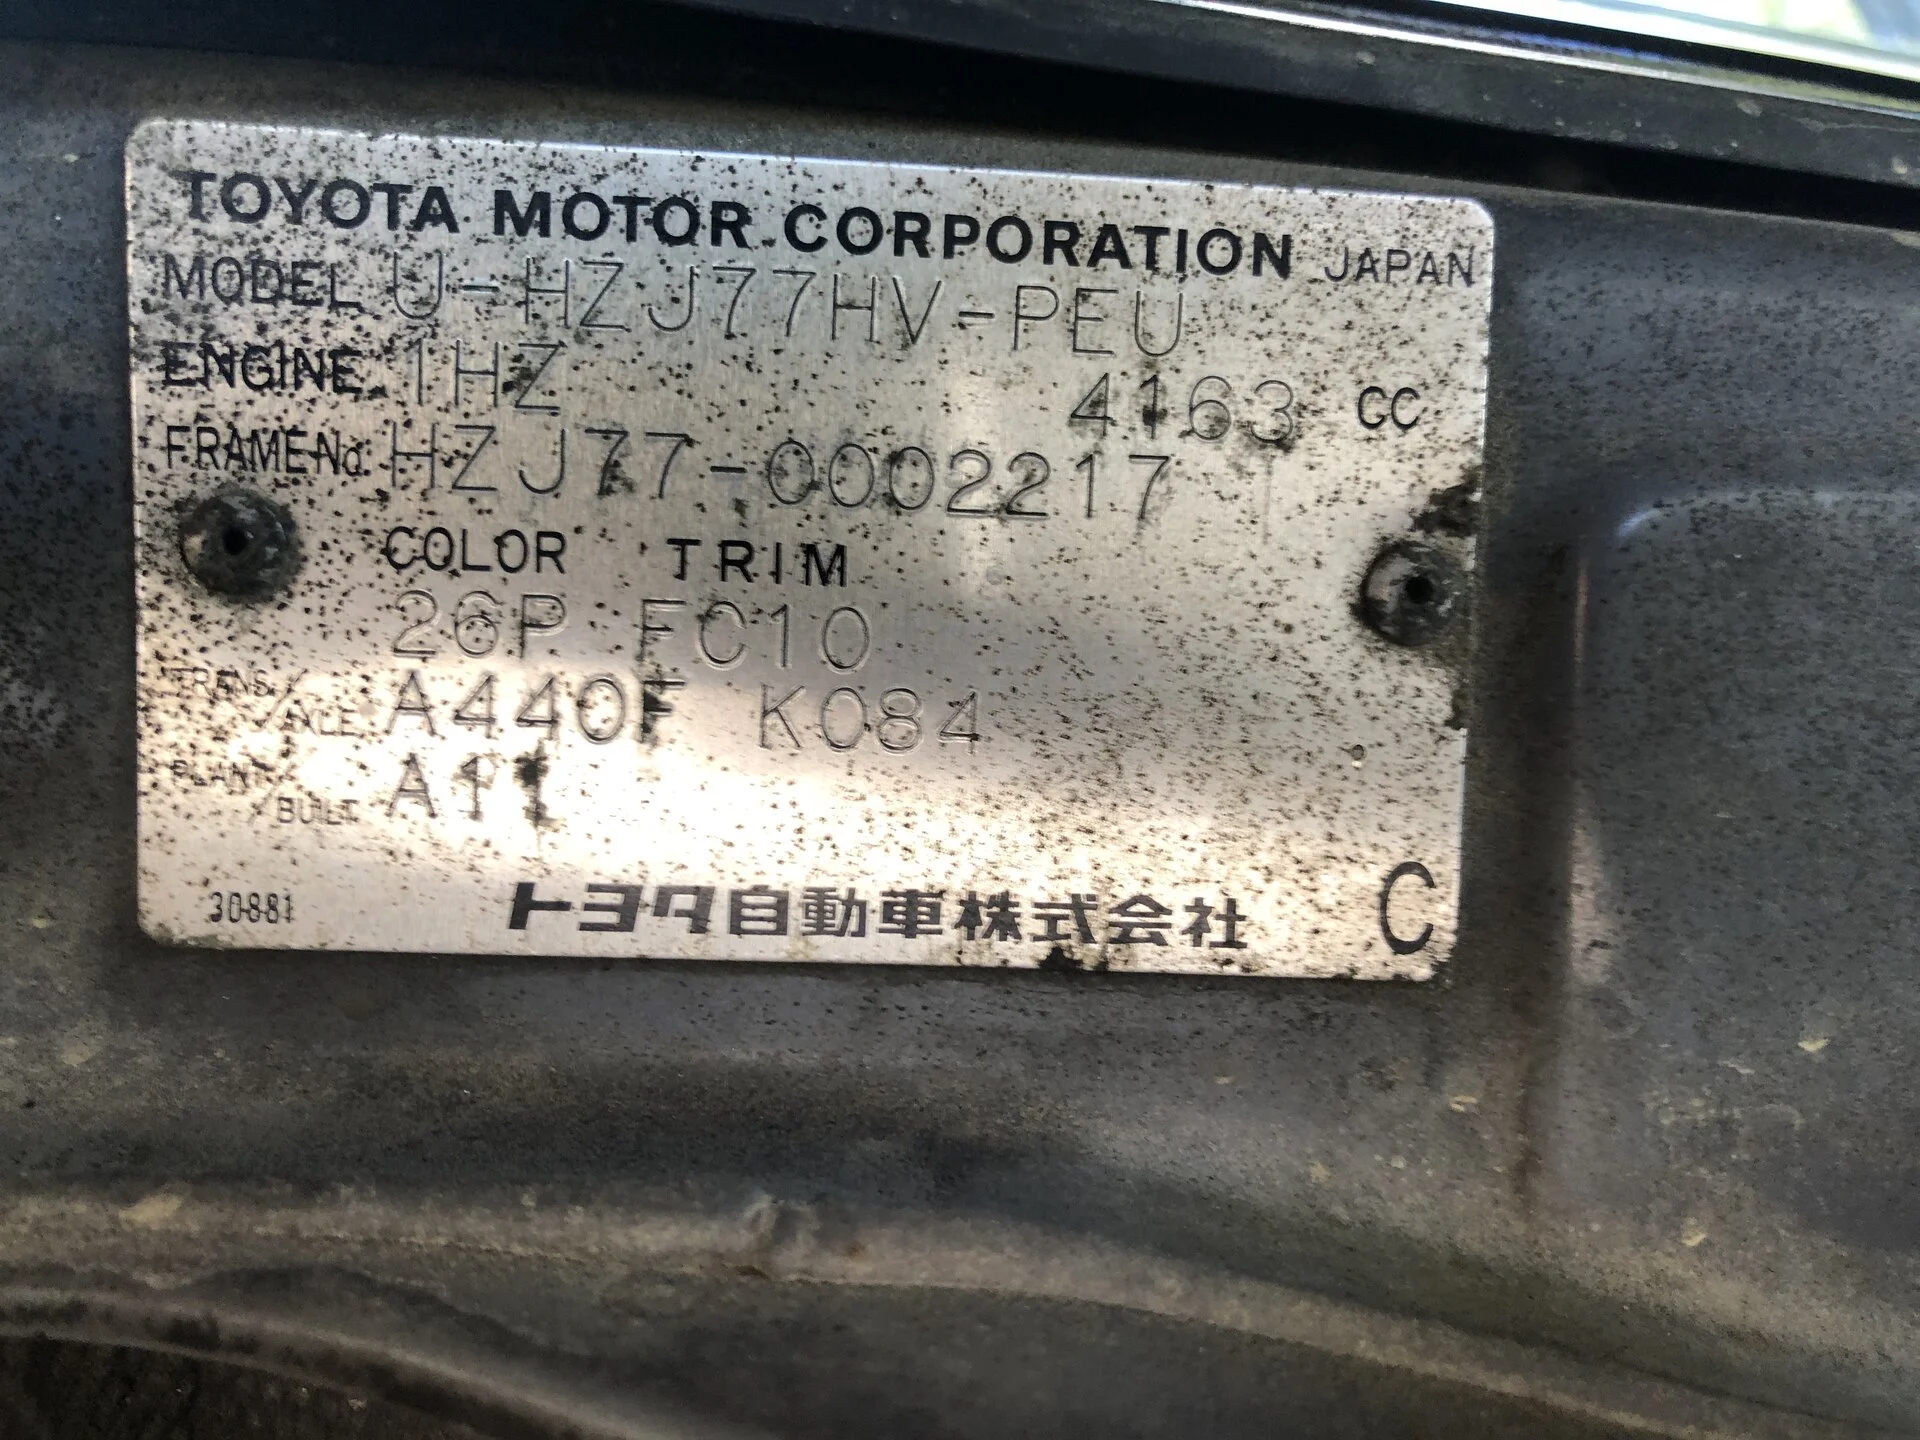 TOYOTA MOTOR CORPORATION JAPAN
MODEL U-HZJ77HV-PEU
ENGINE 1HZ 4163 CC
FRAME No. HZJ77-0002217
COLOR TRIM
26P FC10
TRANS/AXLE A440F K084
PLANT/BUILT A11
30881 トヨタ自動車株式会社 C